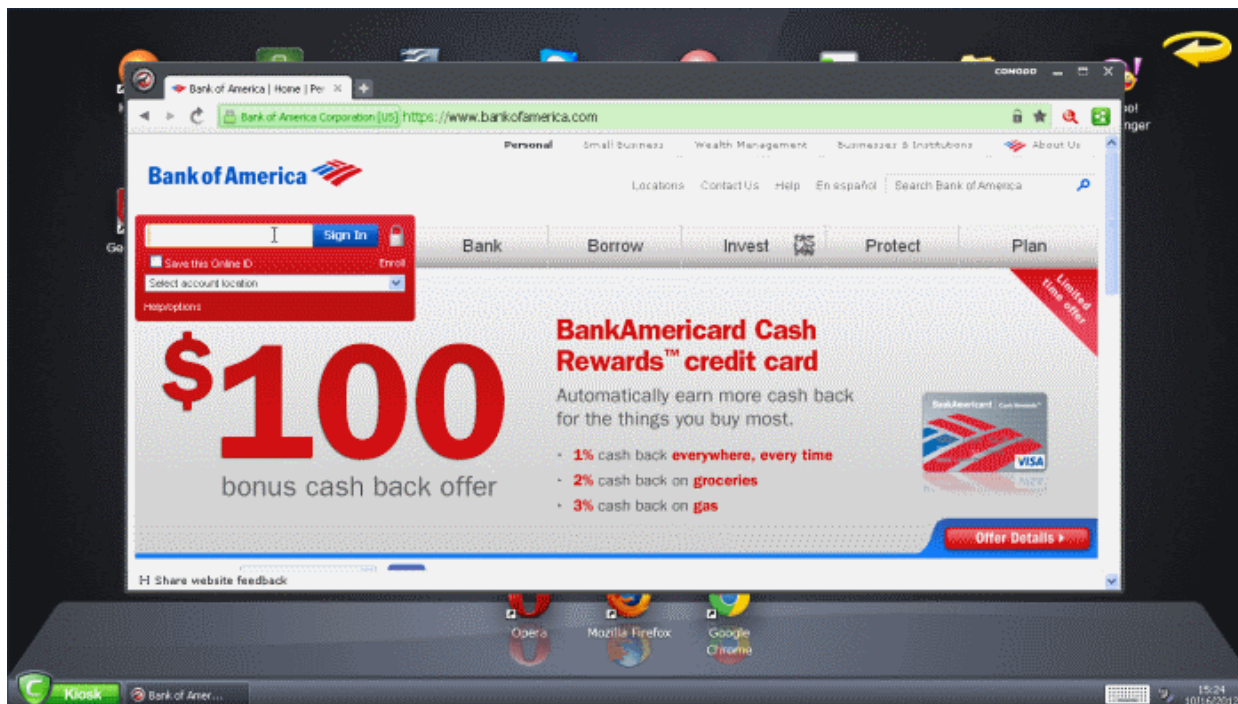 COMODO
Bank of America | Home | Per
Bank of America Corporation [US] https://www.bankofamerica.com
Personal Small Business Wealth Management Businesses & Institutions About Us
Bank of America
Locations Contact Us Help En español Search Bank of America
Sign In
Bank Borrow Invest Protect Plan
Save this Online ID Enroll
Select account location
Help/options
Limited
time offer
$100
bonus cash back offer
BankAmericard Cash
Rewards™ credit card
Automatically earn more cash back
for the things you buy most.
· 1% cash back everywhere, every time
· 2% cash back on groceries
· 3% cash back on gas
BankAmericard Cash Rewards™
VISA
Offer Details
Share website feedback
Opera Mozilla Firefox Google
Chrome
Kiosk Bank of Amer...
15:24